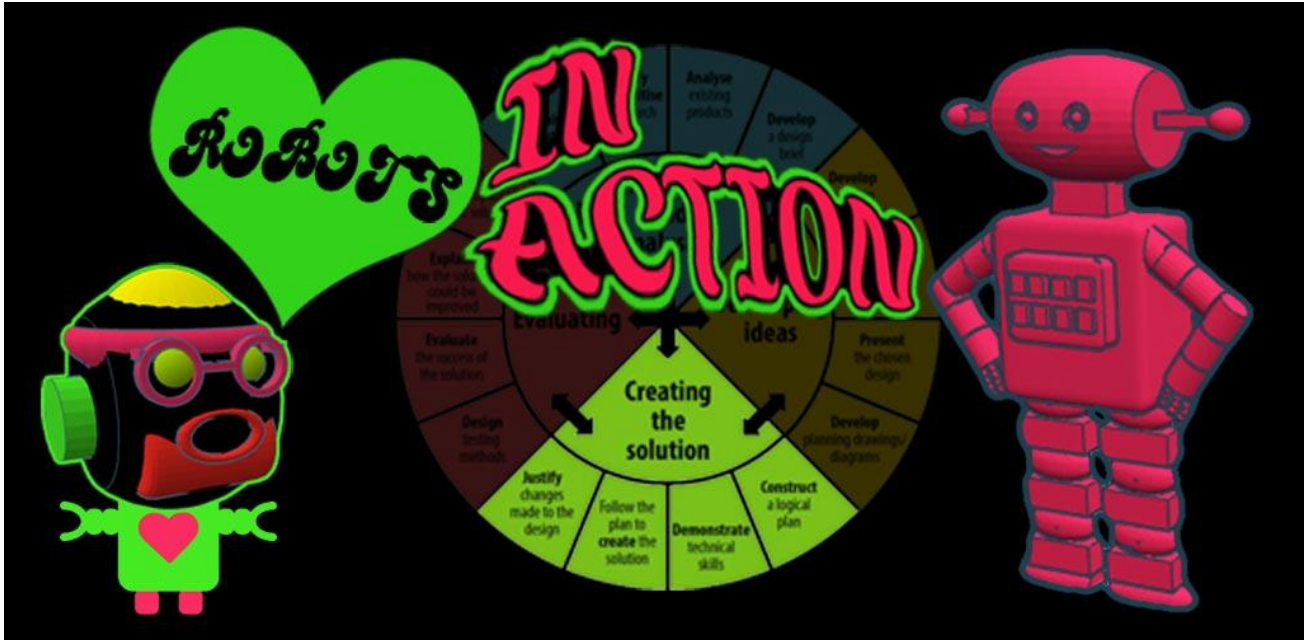 ROBOTS
IN
ACTION
Analyse
existing
products
Develop
a design
brief
Develop
Explain
how the solution
could be
improved
Evaluating
ideas
Evaluate
the success of
the solution
Present
the chosen
design
Creating
the
solution
Design
testing
methods
Develop
planning drawings/
diagrams
Justify
changes
made to the
design
Follow the
plan to
create the
solution
Demonstrate
technical
skills
Construct
a logical
plan